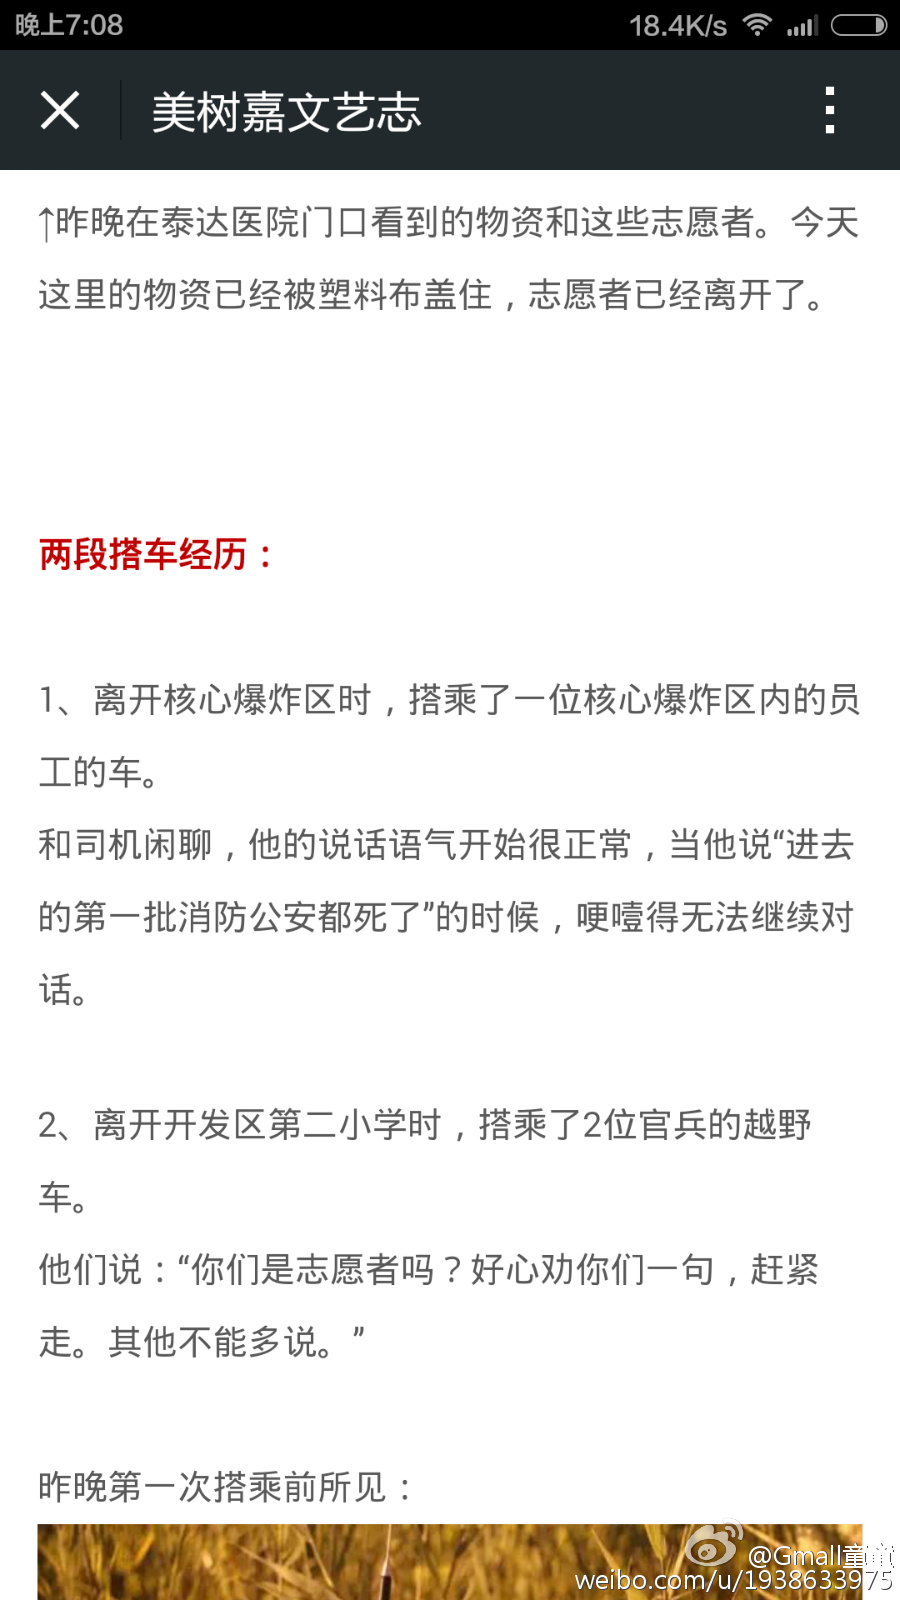 晚上7:08
18.4K/s
美树嘉文艺志
↑昨晚在泰达医院门口看到的物资和这些志愿者。今天
这里的物资已经被塑料布盖住，志愿者已经离开了。
两段搭车经历：
1、离开核心爆炸区时，搭乘了一位核心爆炸区内的员
工的车。
和司机闲聊，他的说话语气开始很正常，当他说“进去
的第一批消防公安都死了”的时候，哽噎得无法继续对
话。
2、离开开发区第二小学时，搭乘了2位官兵的越野
车。
他们说：“你们是志愿者吗？好心劝你们一句，赶紧
走。其他不能多说。”
昨晚第一次搭乘前所见：
@Gmall童童
weibo.com/u/1938633975